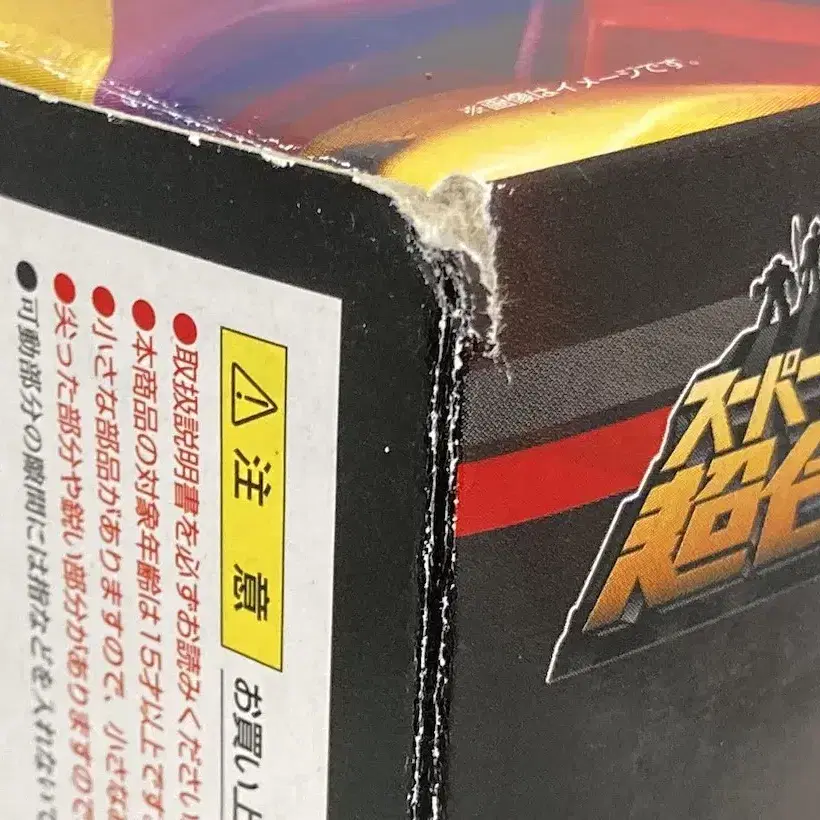 ※画像はイメージです。
スーパー
超合
注意
お買い上
●取扱説明書を必ずお読みください
●本商品の対象年齢は15才以上です。
●小さな部品がありますので、小さな
●尖った部分や鋭い部分がありますので
●可動部分の隙間には指などを入れないで